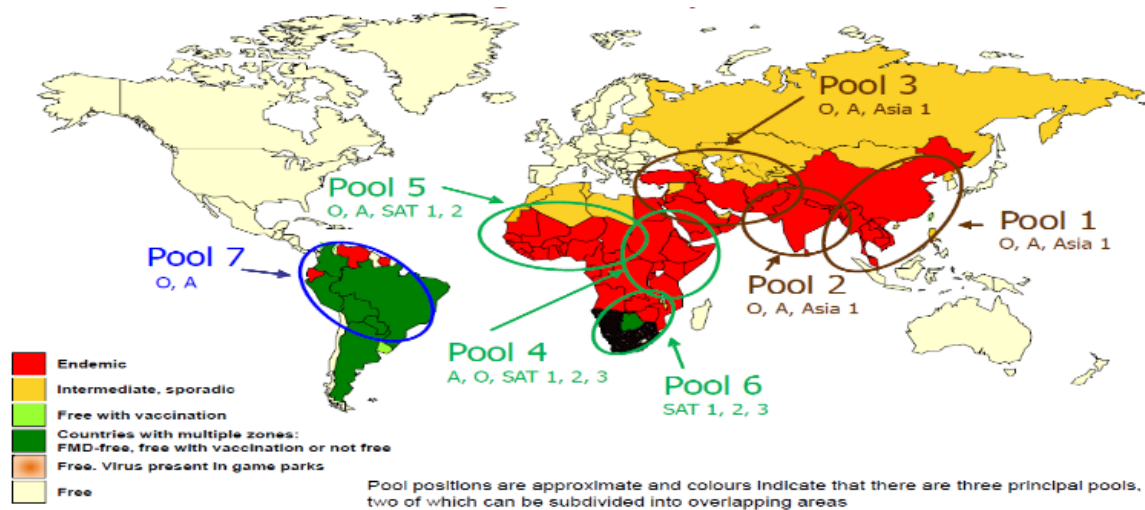 Pool 3
O, A, Asia 1
Pool 5
O, A, SAT 1, 2
Pool 1
O, A, Asia 1
Pool 7
O, A
Pool 2
O, A, Asia 1
Pool 4
A, O, SAT 1, 2, 3
Pool 6
SAT 1, 2, 3
Endemic
Intermediate, sporadic
Free with vaccination
Countries with multiple zones:
FMD-free, free with vaccination or not free
Free. Virus present in game parks
Free
Pool positions are approximate and colours indicate that there are three principal pools,
two of which can be subdivided into overlapping areas